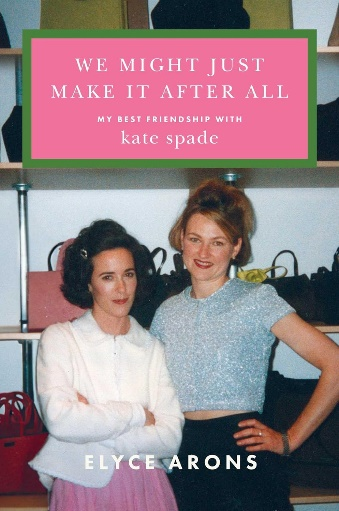 WE MIGHT JUST
MAKE IT AFTER ALL
MY BEST FRIENDSHIP WITH
kate spade
ELYCE ARONS